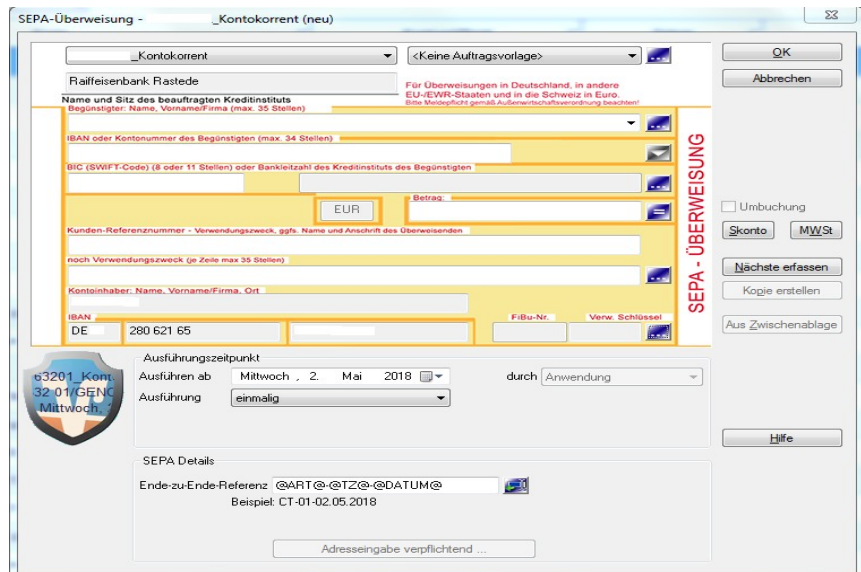 SEPA-Überweisung - _Kontokorrent (neu)
_Kontokorrent
<Keine Auftragsvorlage>
OK
Raiffeisenbank Rastede
Abbrechen
Für Überweisungen in Deutschland, in andere
EU-/EWR-Staaten und in die Schweiz in Euro.
Bitte Meldepflicht gemäß Außenwirtschaftsverordnung beachten!
Name und Sitz des beauftragten Kreditinstituts
Begünstigter: Name, Vorname/Firma (max. 35 Stellen)
IBAN oder Kontonummer des Begünstigten (max. 34 Stellen)
BIC (SWIFT-Code) (8 oder 11 Stellen) oder Bankleitzahl des Kreditinstituts des Begünstigten
Betrag:
EUR
Umbuchung
Kunden-Referenznummer - Verwendungszweck, ggfs. Name und Anschrift des Überweisenden
Skonto MWSt
noch Verwendungszweck (je Zeile max 35 Stellen)
Nächste erfassen
Kontoinhaber: Name, Vorname/Firma, Ort
Kopie erstellen
IBAN
FiBu-Nr. Verw. Schlüssel
DE 280 621 65
Aus Zwischenablage
SEPA - ÜBERWEISUNG
Ausführungszeitpunkt
63201_Kont.
32 01/GENO
Mittwoch,
Ausführen ab Mittwoch , 2. Mai 2018
durch Anwendung
Ausführung einmalig
Hilfe
SEPA Details
Ende-zu-Ende-Referenz @ART@-@TZ@-@DATUM@
Beispiel: CT-01-02.05.2018
Adresseingabe verpflichtend ...